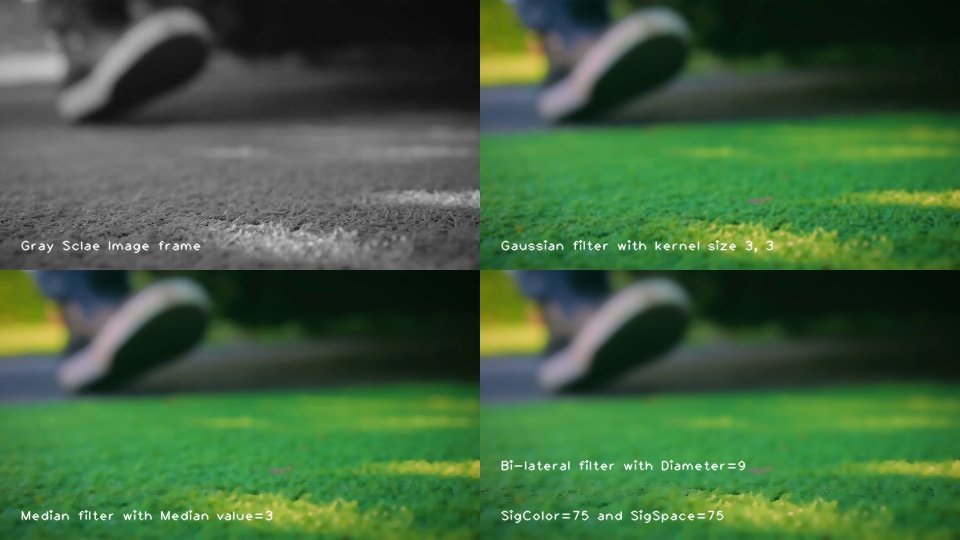 Gray Sclae Image frame
Gaussian filter with kernel size 3, 3
Median filter with Median value=3
Bi-lateral filter with Diameter=9
SigColor=75 and SigSpace=75